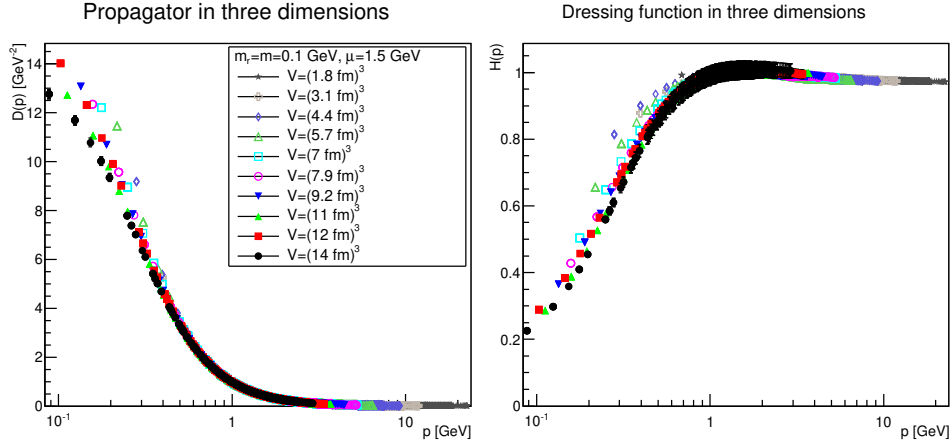 Propagator in three dimensions
D(p) [GeV⁻²]
14
12
10
8
6
4
2
0
mᵣ=m=0.1 GeV, μ=1.5 GeV
V=(1.8 fm)³
V=(3.1 fm)³
V=(4.4 fm)³
V=(5.7 fm)³
V=(7 fm)³
V=(7.9 fm)³
V=(9.2 fm)³
V=(11 fm)³
V=(12 fm)³
V=(14 fm)³
10⁻¹ 1 10
p [GeV]
Dressing function in three dimensions
H(p)
1
0.8
0.6
0.4
0.2
0
10⁻¹ 1 10
p [GeV]